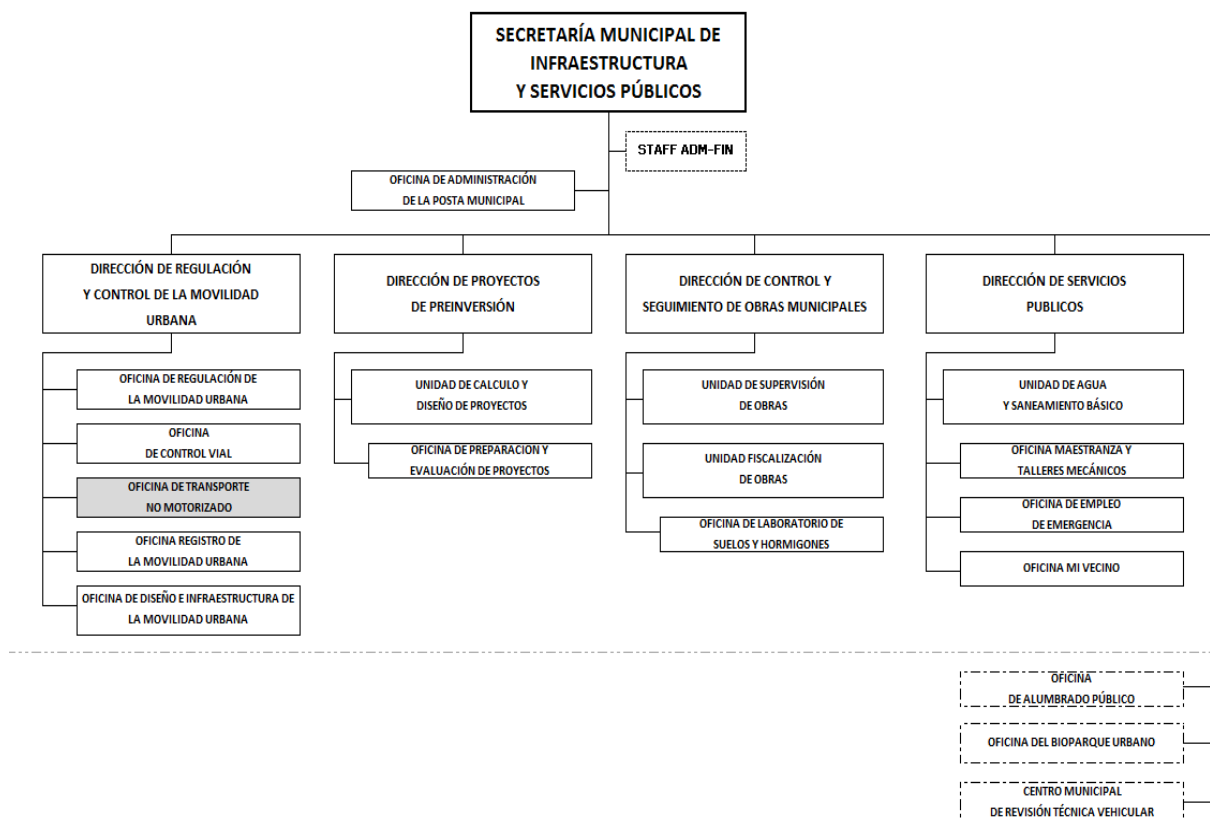 SECRETARÍA MUNICIPAL DE
INFRAESTRUCTURA
Y SERVICIOS PÚBLICOS
STAFF ADM-FIN
OFICINA DE ADMINISTRACIÓN
DE LA POSTA MUNICIPAL
DIRECCIÓN DE REGULACIÓN
Y CONTROL DE LA MOVILIDAD
URBANA
OFICINA DE REGULACIÓN DE
LA MOVILIDAD URBANA
OFICINA
DE CONTROL VIAL
OFICINA DE TRANSPORTE
NO MOTORIZADO
OFICINA REGISTRO DE
LA MOVILIDAD URBANA
OFICINA DE DISEÑO E INFRAESTRUCTURA DE
LA MOVILIDAD URBANA
DIRECCIÓN DE PROYECTOS
DE PREINVERSIÓN
UNIDAD DE CALCULO Y
DISEÑO DE PROYECTOS
OFICINA DE PREPARACION Y
EVALUACIÓN DE PROYECTOS
DIRECCIÓN DE CONTROL Y
SEGUIMIENTO DE OBRAS MUNICIPALES
UNIDAD DE SUPERVISIÓN
DE OBRAS
UNIDAD FISCALIZACIÓN
DE OBRAS
OFICINA DE LABORATORIO DE
SUELOS Y HORMIGONES
DIRECCIÓN DE SERVICIOS
PUBLICOS
UNIDAD DE AGUA
Y SANEAMIENTO BÁSICO
OFICINA MAESTRANZA Y
TALLERES MECÁNICOS
OFICINA DE EMPLEO
DE EMERGENCIA
OFICINA MI VECINO
OFICINA
DE ALUMBRADO PÚBLICO
OFICINA DEL BIOPARQUE URBANO
CENTRO MUNICIPAL
DE REVISIÓN TÉCNICA VEHICULAR